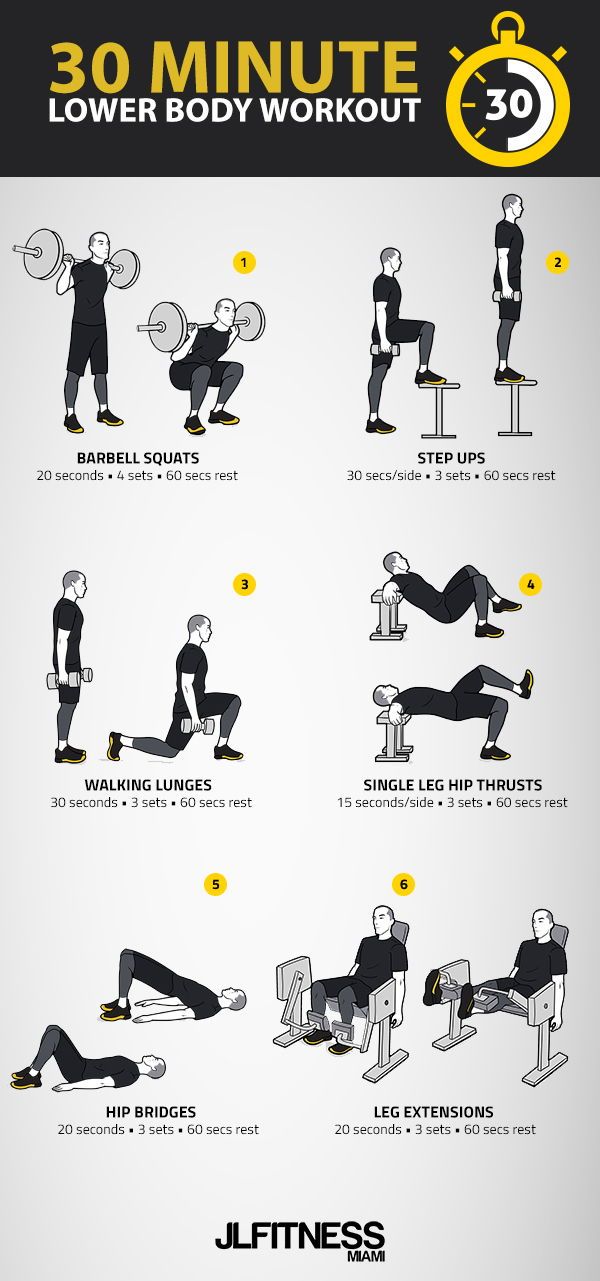 30 MINUTE
LOWER BODY WORKOUT
30
1
BARBELL SQUATS
20 seconds ▪ 4 sets ▪ 60 secs rest
2
STEP UPS
30 secs/side ▪ 3 sets ▪ 60 secs rest
3
WALKING LUNGES
30 seconds ▪ 3 sets ▪ 60 secs rest
4
SINGLE LEG HIP THRUSTS
15 seconds/side ▪ 3 sets ▪ 60 secs rest
5
HIP BRIDGES
20 seconds ▪ 3 sets ▪ 60 secs rest
6
LEG EXTENSIONS
20 seconds ▪ 3 sets ▪ 60 secs rest
JLFITNESS
MIAMI